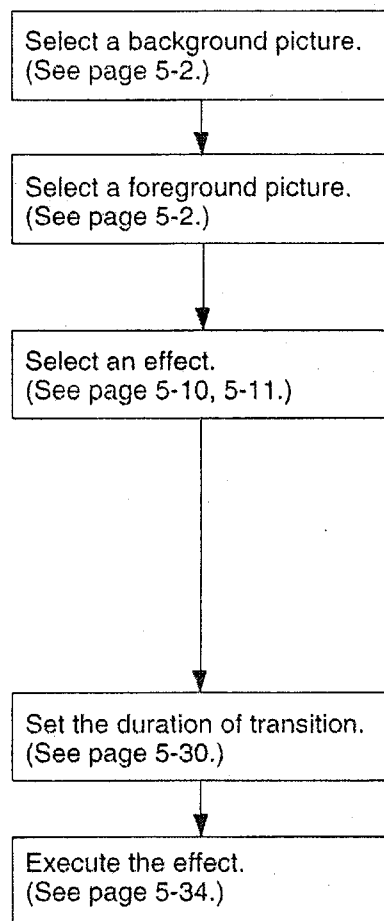 Select a background picture.
(See page 5-2.)
Select a foreground picture.
(See page 5-2.)
Select an effect.
(See page 5-10, 5-11.)
Set the duration of transition.
(See page 5-30.)
Execute the effect.
(See page 5-34.)